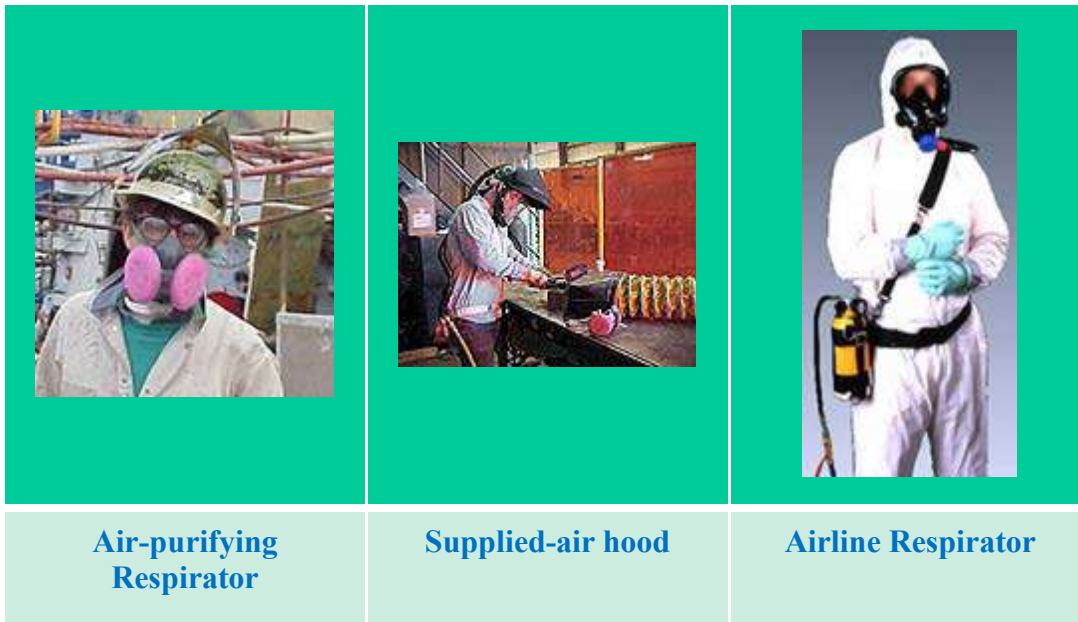 Air-purifying
Respirator
Supplied-air hood
Airline Respirator